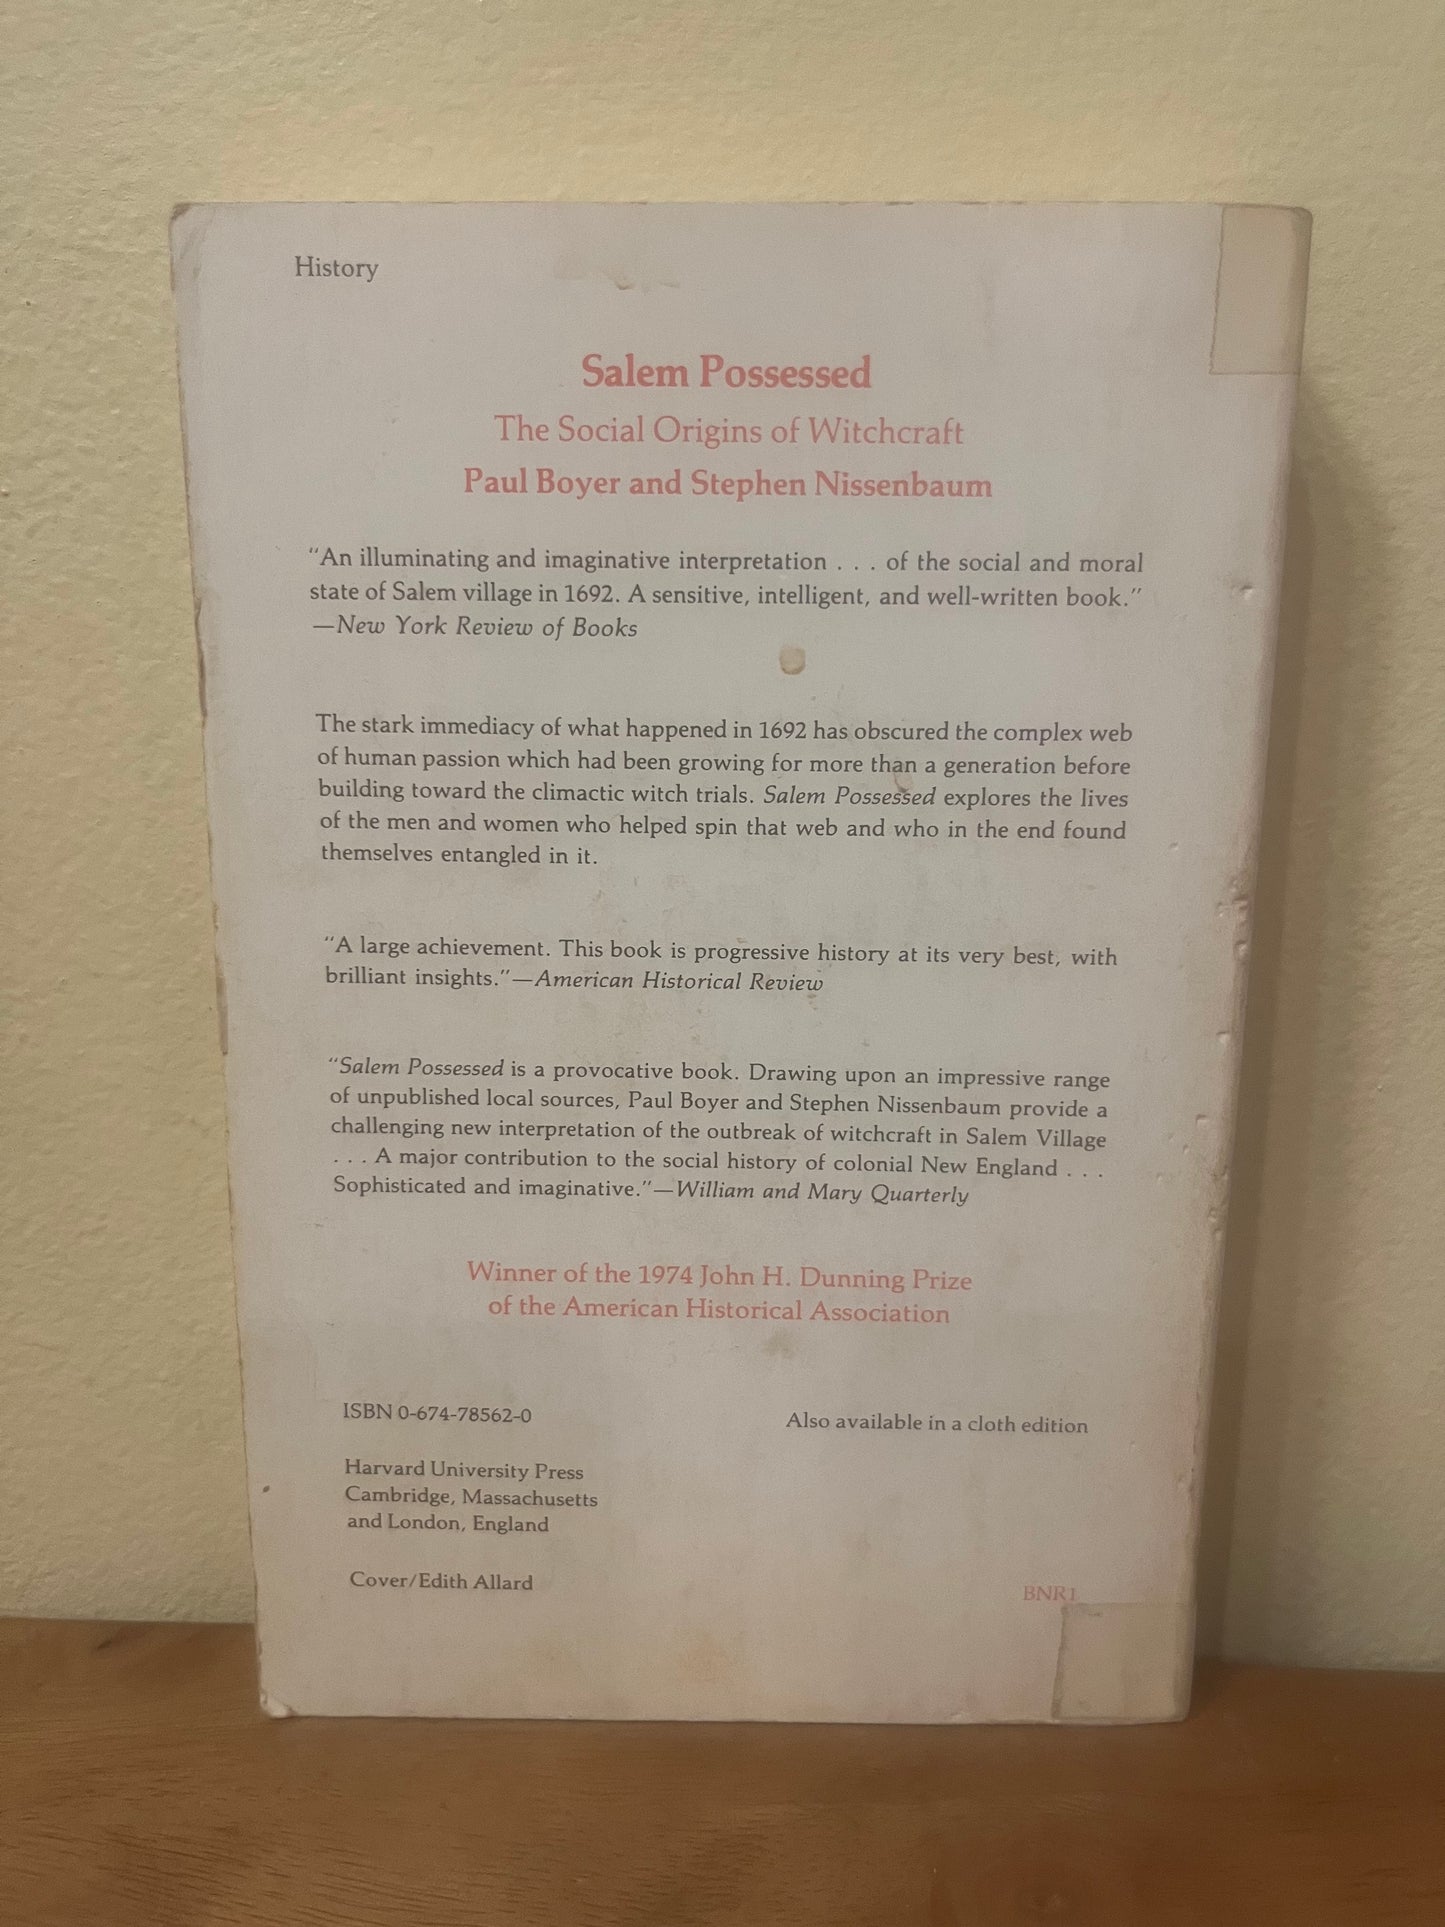 History
Salem Possessed
The Social Origins of Witchcraft
Paul Boyer and Stephen Nissenbaum
"An illuminating and imaginative interpretation . . . of the social and moral
state of Salem village in 1692. A sensitive, intelligent, and well-written book."
—New York Review of Books
The stark immediacy of what happened in 1692 has obscured the complex web
of human passion which had been growing for more than a generation before
building toward the climactic witch trials. Salem Possessed explores the lives
of the men and women who helped spin that web and who in the end found
themselves entangled in it.
"A large achievement. This book is progressive history at its very best, with
brilliant insights."—American Historical Review
"Salem Possessed is a provocative book. Drawing upon an impressive range
of unpublished local sources, Paul Boyer and Stephen Nissenbaum provide a
challenging new interpretation of the outbreak of witchcraft in Salem Village
. . . A major contribution to the social history of colonial New England . . .
Sophisticated and imaginative."—William and Mary Quarterly
Winner of the 1974 John H. Dunning Prize
of the American Historical Association
ISBN 0-674-78562-0
Also available in a cloth edition
Harvard University Press
Cambridge, Massachusetts
and London, England
Cover/Edith Allard
BNR1